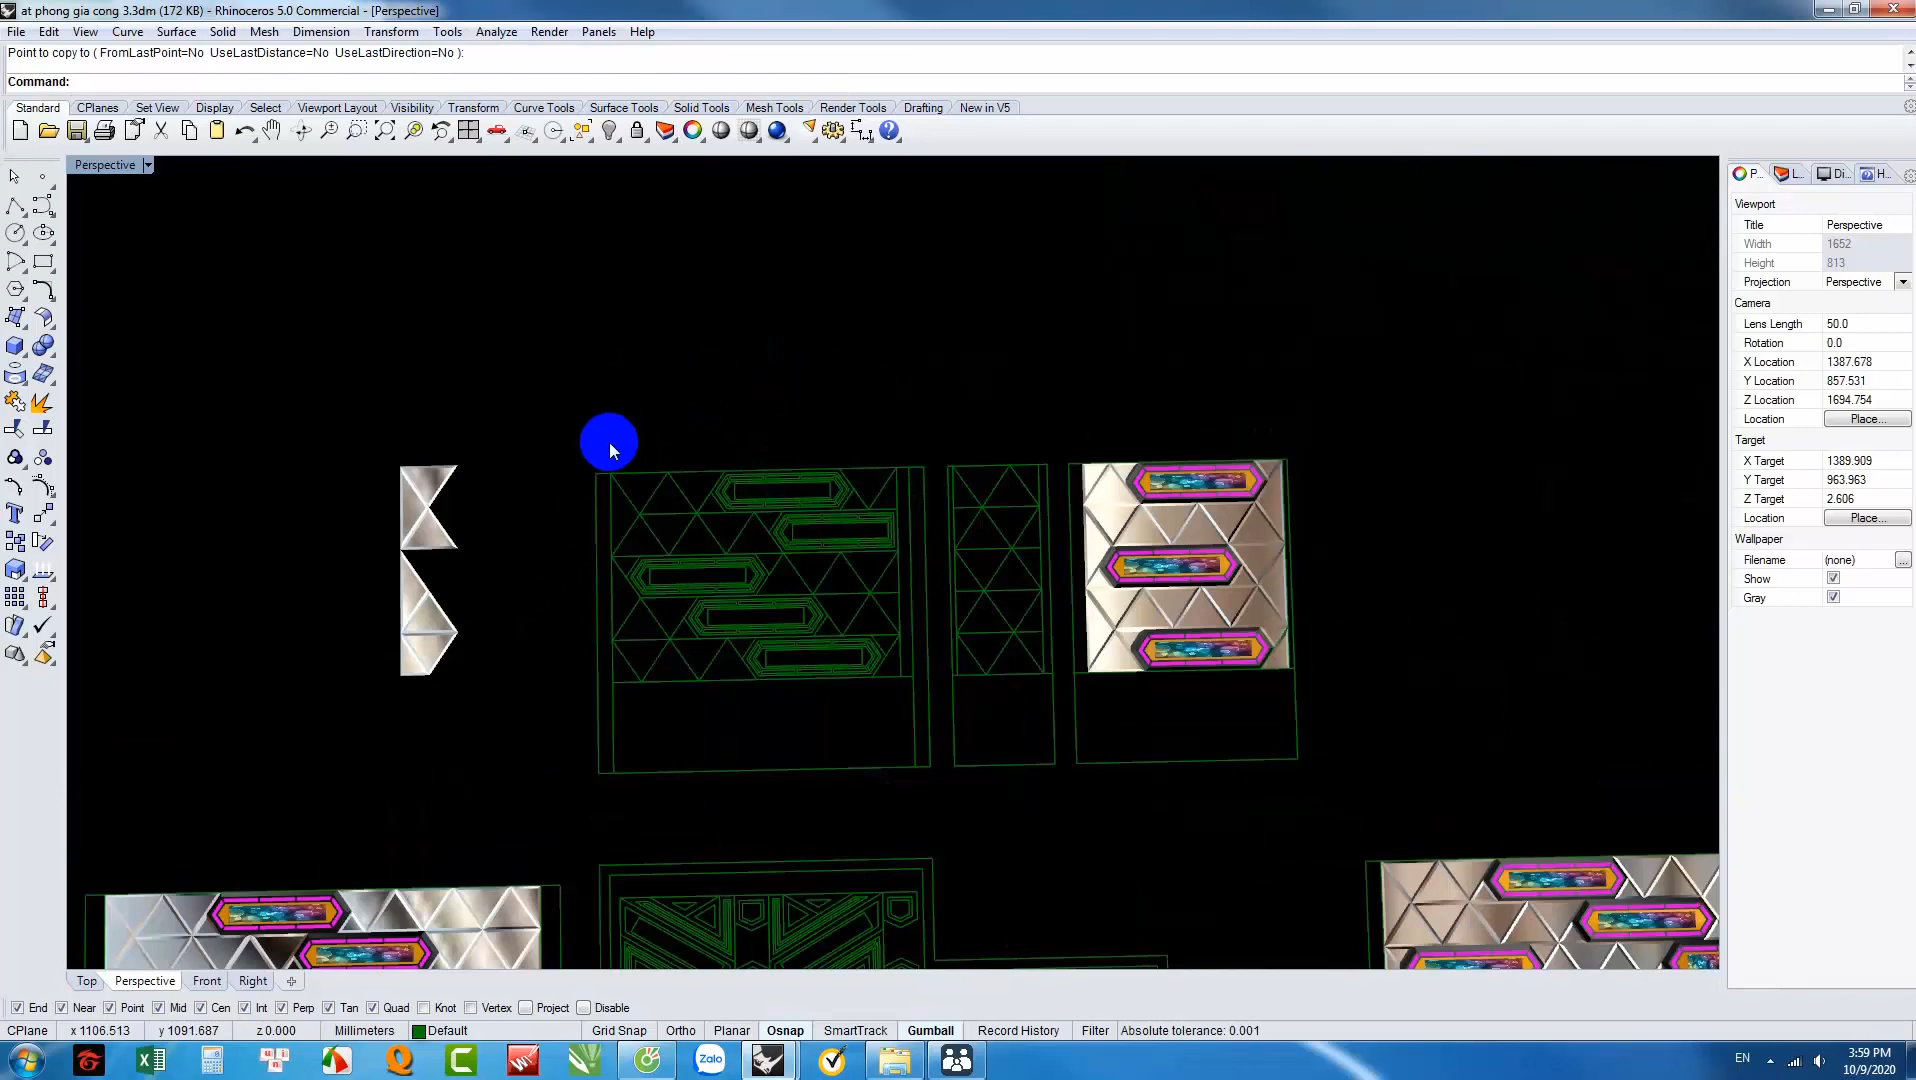 at phong gia cong 3.3dm (172 KB) - Rhinoceros 5.0 Commercial - [Perspective]
File Edit View Curve Surface Solid Mesh Dimension Transform Tools Analyze Render Panels Help
Point to copy to ( FromLastPoint=No UseLastDistance=No UseLastDirection=No ):
Command:
Standard CPlanes Set View Display Select Viewport Layout Visibility Transform Curve Tools Surface Tools Solid Tools Mesh Tools Render Tools Drafting New in V5
Perspective
P... L... Di... H...
Viewport
Title Perspective
Width 1652
Height 813
Projection Perspective
Camera
Lens Length 50.0
Rotation 0.0
X Location 1387.678
Y Location 857.531
Z Location 1694.754
Location Place...
Target
X Target 1389.909
Y Target 963.963
Z Target 2.606
Location Place...
Wallpaper
Filename (none) ...
Show
Gray
Top Perspective Front Right
End Near Point Mid Cen Int Perp Tan Quad Knot Vertex Project Disable
CPlane x 1106.513 y 1091.687 z 0.000 Millimeters Default Grid Snap Ortho Planar Osnap SmartTrack Gumball Record History Filter Absolute tolerance: 0.001
Zalo
EN
3:59 PM
10/9/2020